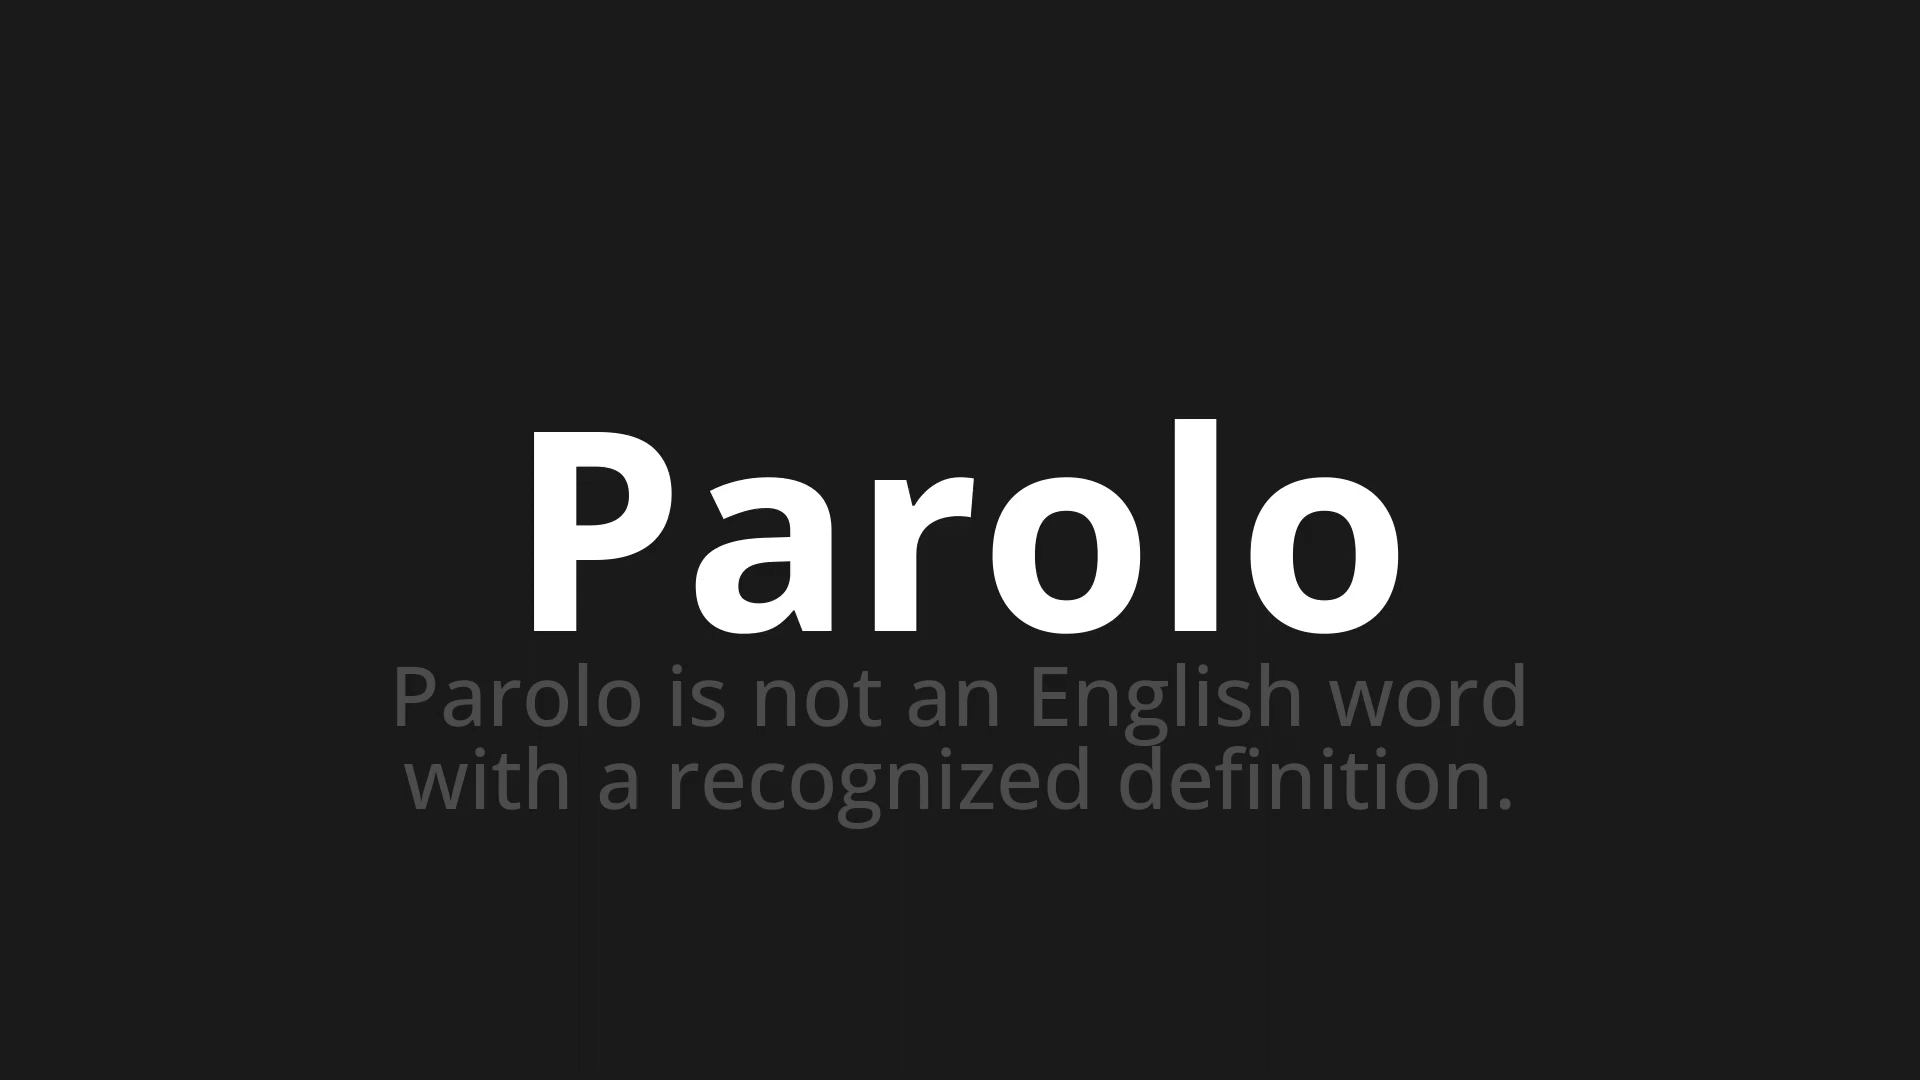 Parolo
Parolo is not an English word
with a recognized definition.